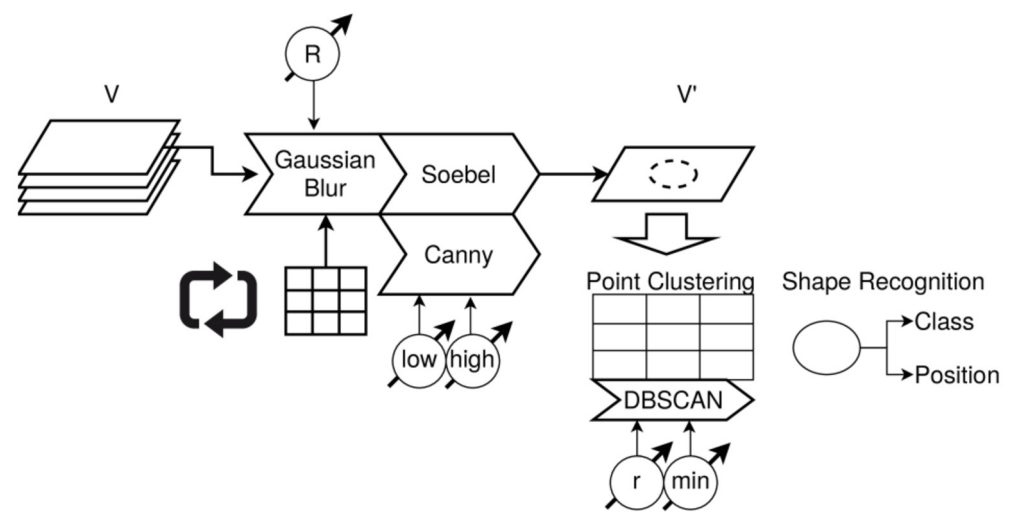 R
V
V'
Gaussian
Blur
Soebel
Canny
low
high
Point Clustering
DBSCAN
r
min
Shape Recognition
Class
Position